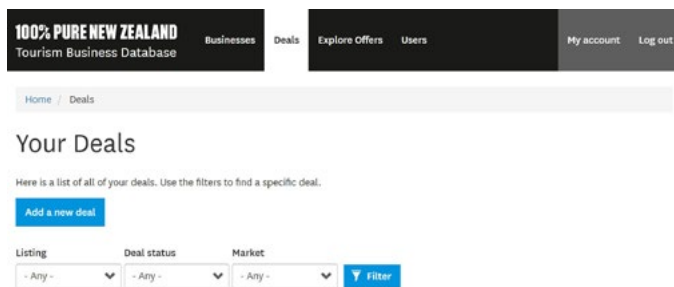 100% PURE NEW ZEALAND
Tourism Business Database
Businesses Deals Explore Offers Users My account Log out
Home / Deals
Your Deals
Here is a list of all of your deals. Use the filters to find a specific deal.
Add a new deal
Listing Deal status Market
- Any - - Any - - Any - Filter